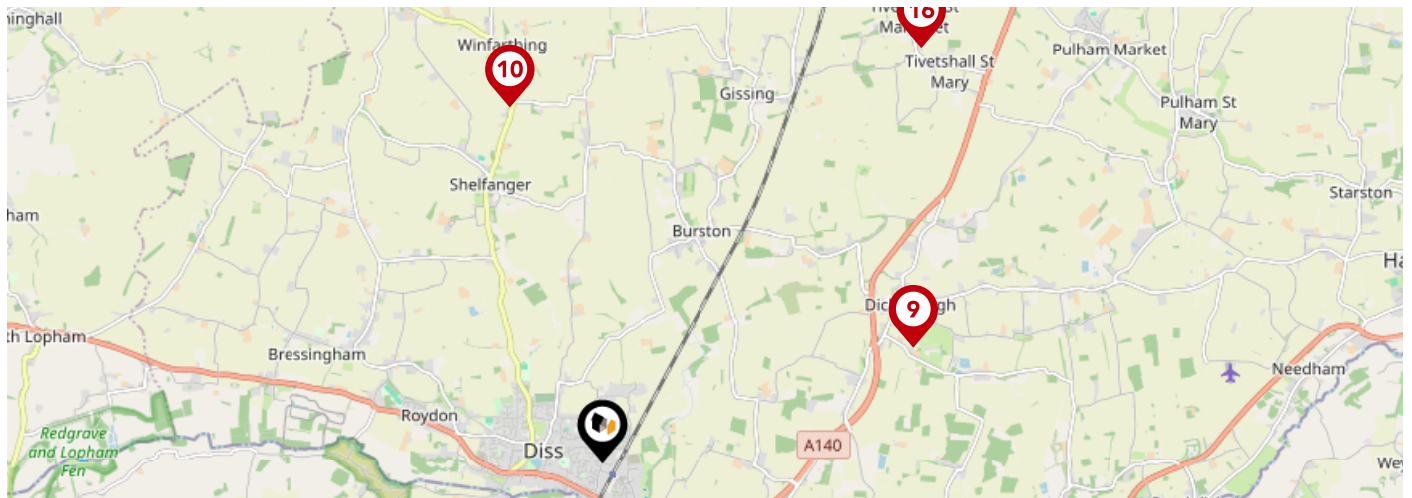 Winfarthing
10
16
Tivetshall St
Mary
Pulham Market
Gissing
Pulham St
Mary
Shelfanger
Starston
Burston
9
Bressingham
Needham
Roydon
Redgrave
and Lopham
Fen
Diss
A140